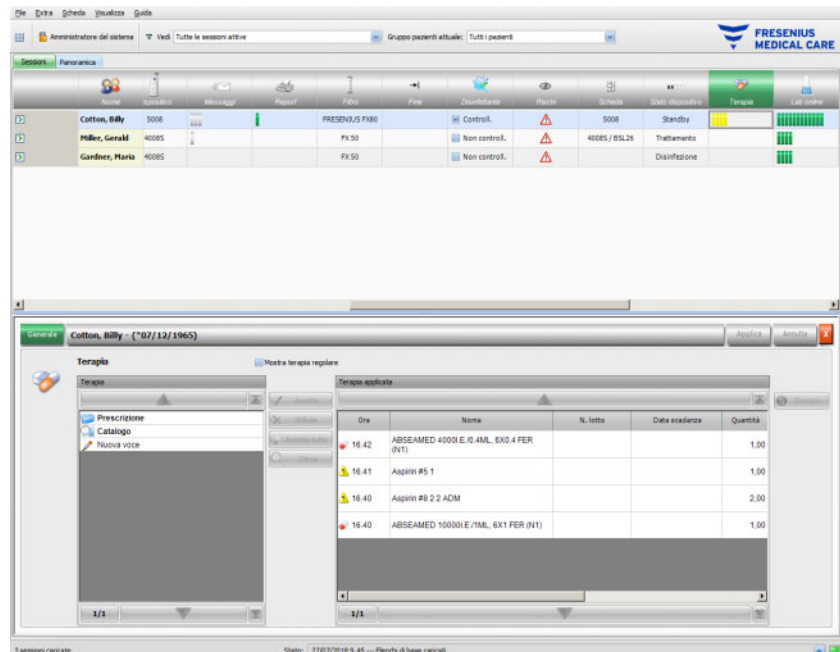 File Extra Scheda Visualizza Guida
Amministratore del sistema Vedi Tutte le sessioni attive Gruppo pazienti attuale: Tutti i pazienti
FRESENIUS
MEDICAL CARE
Sessioni Panoramica
Nome Messaggi Report Filtro Fine Disinfettante Rischi Scheda Stato dispositivo Terapia Lab online
Cotton, Billy 5008 FRESENIUS FX80 Controll. 5008 Standby
Miller, Gerald 4008S FX 50 Non controll. 4008S / BSL26 Trattamento
Gardner, Maria 4008S FX 50 Non controll. Disinfezione
Generale Cotton, Billy - (*07/12/1965) Applica Annulla X
Terapia Mostra terapia regolare
Terapia Terapia applicata
Prescrizione
Catalogo
Nuova voce
Accetta tutto
Cerca
Ora Nome N. lotto Data scadenza Quantità
16.42 ABSEAMED 4000I.E./0.4ML, 6X0.4 FER
(N1) 1,00
16.41 Aspirin #5 1 1,00
16.40 Aspirin #8 2 2 ADM 2,00
16.40 ABSEAMED 10000I.E./1ML, 6X1 FER (N1) 1,00
1/1 1/1
3 sessioni caricate. Stato: 27/07/2018 9.45 --- Elenchi di base caricati.